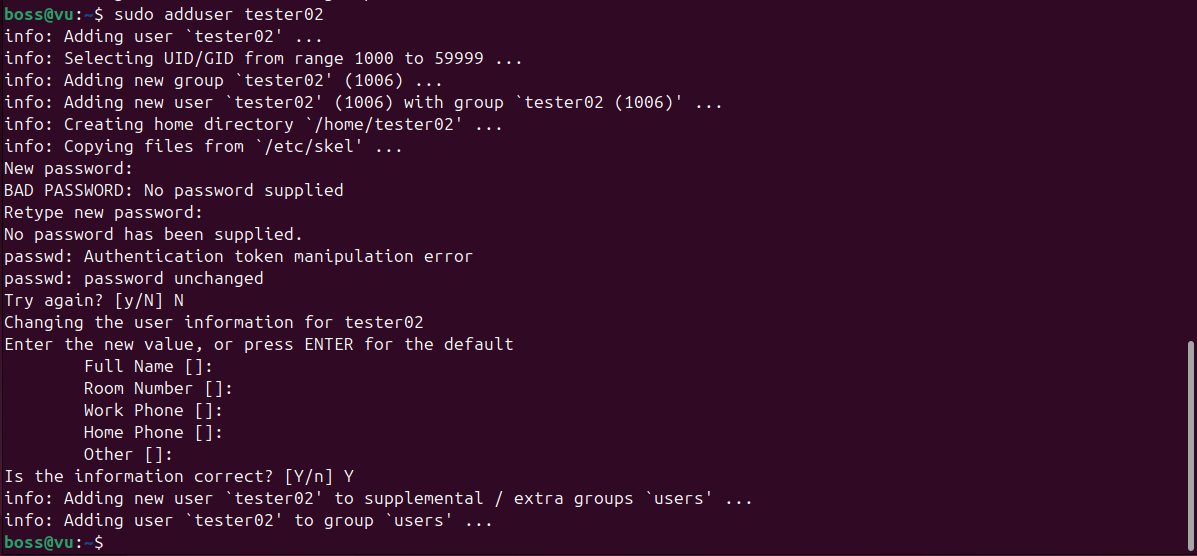 boss@vu:~$ sudo adduser tester02
info: Adding user `tester02' ...
info: Selecting UID/GID from range 1000 to 59999 ...
info: Adding new group `tester02' (1006) ...
info: Adding new user `tester02' (1006) with group `tester02 (1006)' ...
info: Creating home directory `/home/tester02' ...
info: Copying files from `/etc/skel' ...
New password:
BAD PASSWORD: No password supplied
Retype new password:
No password has been supplied.
passwd: Authentication token manipulation error
passwd: password unchanged
Try again? [y/N] N
Changing the user information for tester02
Enter the new value, or press ENTER for the default
        Full Name []:
        Room Number []:
        Work Phone []:
        Home Phone []:
        Other []:
Is the information correct? [Y/n] Y
info: Adding new user `tester02' to supplemental / extra groups `users' ...
info: Adding user `tester02' to group `users' ...
boss@vu:~$